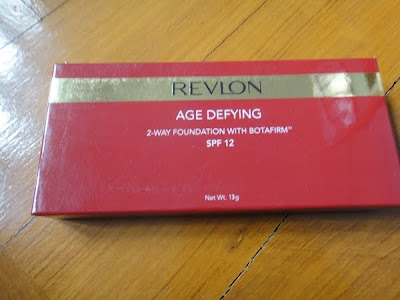 REVLON
AGE DEFYING
2-WAY FOUNDATION WITH BOTAFIRM™
SPF 12
Net Wt. 13g